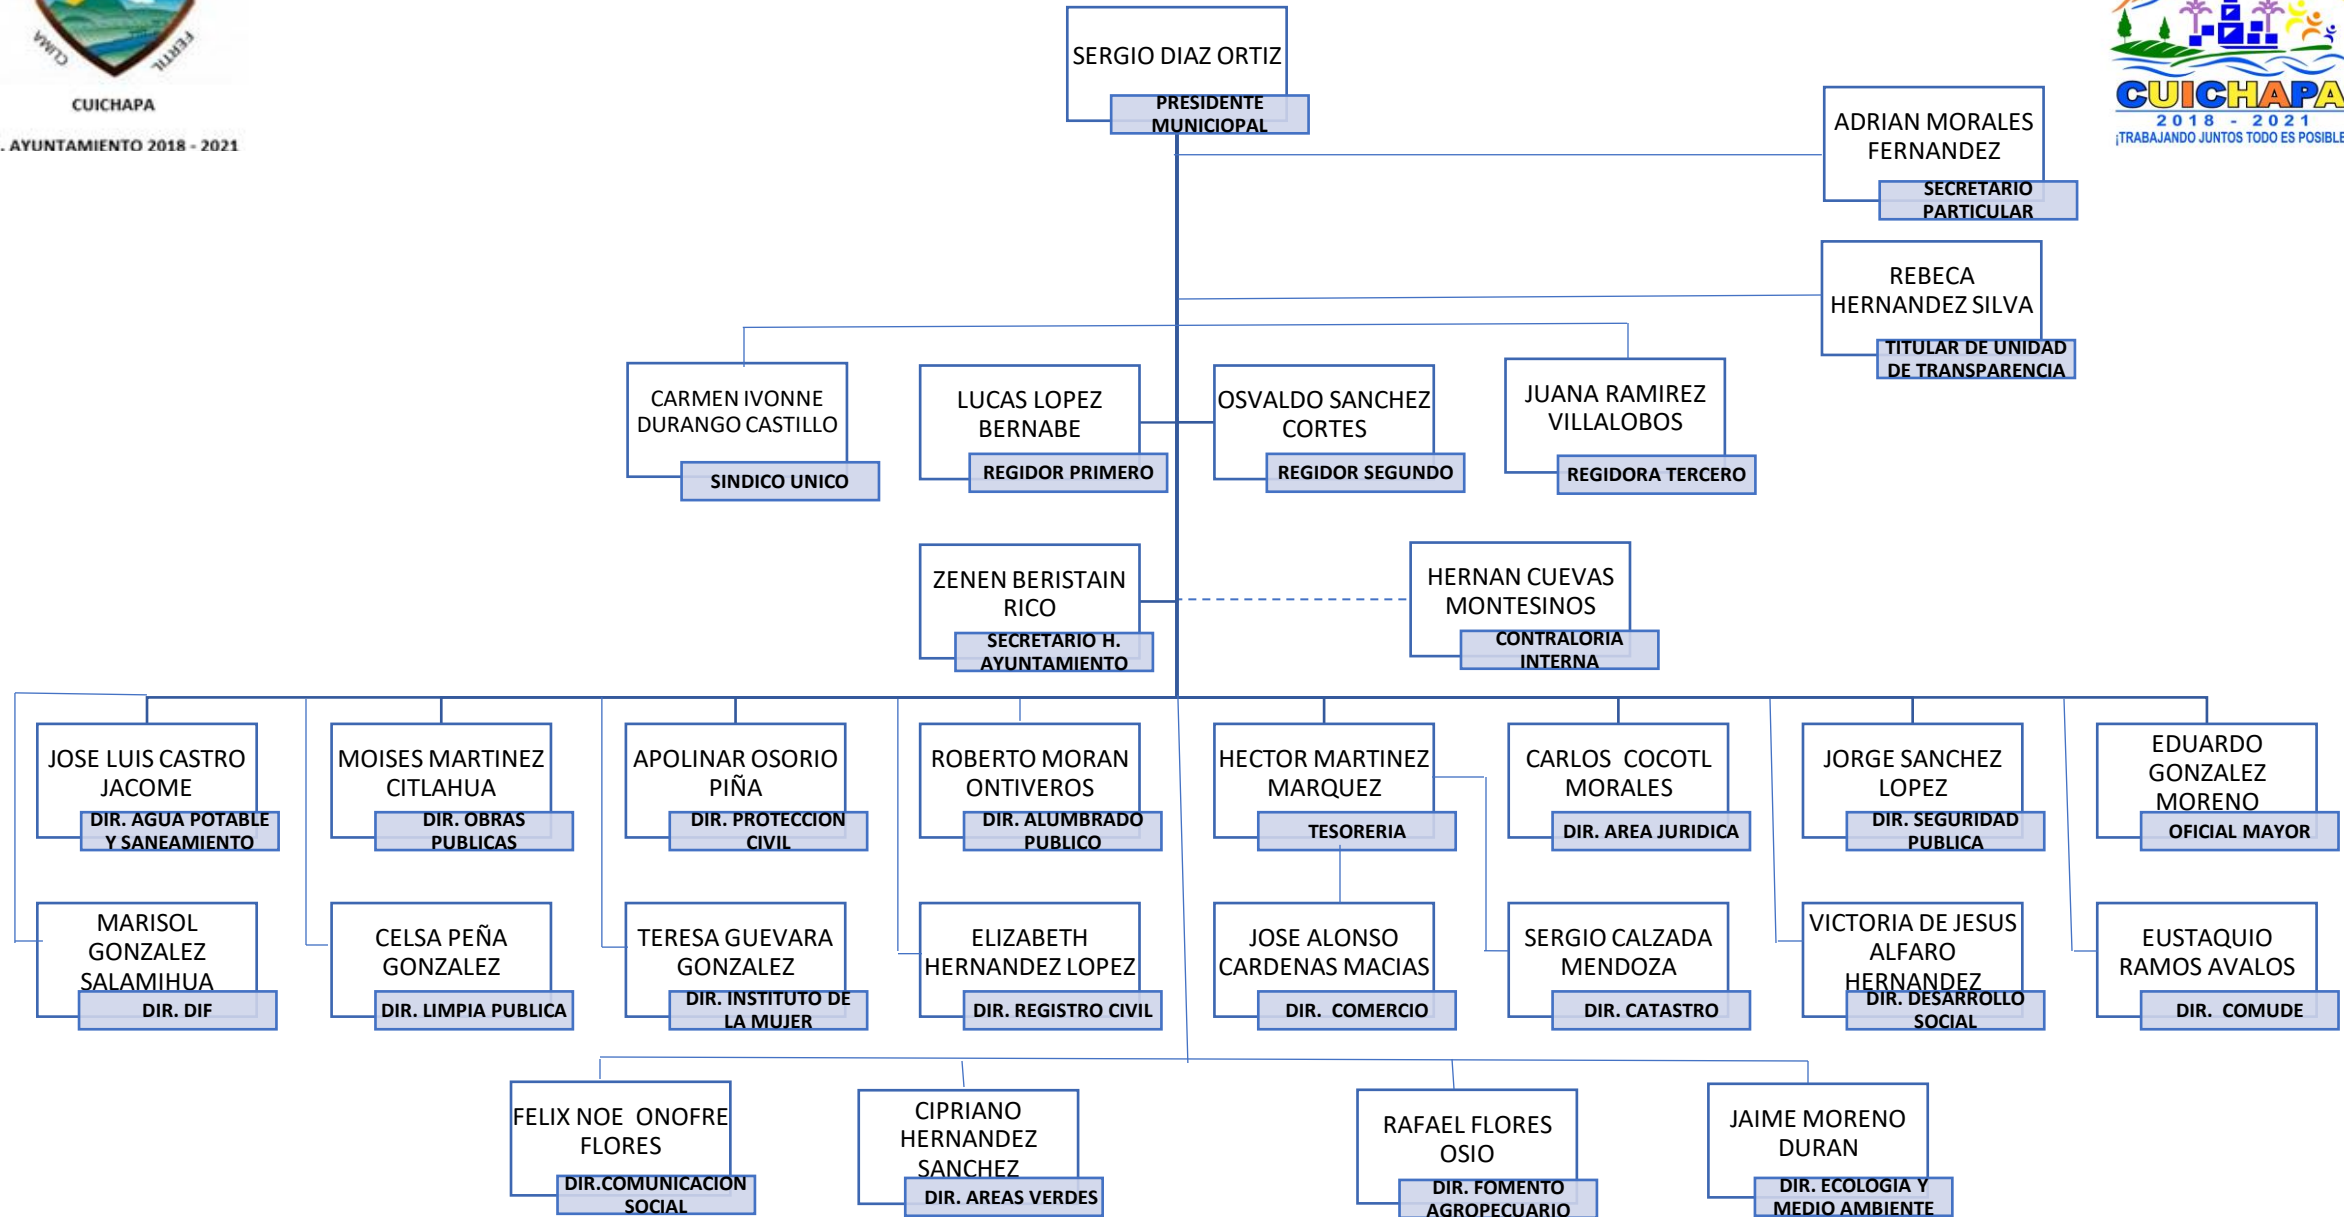 CLIMA
FERTIL
CUICHAPA
. AYUNTAMIENTO 2018 - 2021
CUICHAPA
2018 - 2021
¡TRABAJANDO JUNTOS TODO ES POSIBLE
SERGIO DIAZ ORTIZ
PRESIDENTE
MUNICIOPAL
ADRIAN MORALES
FERNANDEZ
SECRETARIO
PARTICULAR
REBECA
HERNANDEZ SILVA
TITULAR DE UNIDAD
DE TRANSPARENCIA
CARMEN IVONNE
DURANGO CASTILLO
SINDICO UNICO
LUCAS LOPEZ
BERNABE
REGIDOR PRIMERO
OSVALDO SANCHEZ
CORTES
REGIDOR SEGUNDO
JUANA RAMIREZ
VILLALOBOS
REGIDORA TERCERO
ZENEN BERISTAIN
RICO
SECRETARIO H.
AYUNTAMIENTO
HERNAN CUEVAS
MONTESINOS
CONTRALORIA
INTERNA
JOSE LUIS CASTRO
JACOME
DIR. AGUA POTABLE
Y SANEAMIENTO
MOISES MARTINEZ
CITLAHUA
DIR. OBRAS
PUBLICAS
APOLINAR OSORIO
PIÑA
DIR. PROTECCION
CIVIL
ROBERTO MORAN
ONTIVEROS
DIR. ALUMBRADO
PUBLICO
HECTOR MARTINEZ
MARQUEZ
TESORERIA
CARLOS COCOTL
MORALES
DIR. AREA JURIDICA
JORGE SANCHEZ
LOPEZ
DIR. SEGURIDAD
PUBLICA
EDUARDO
GONZALEZ
MORENO
OFICIAL MAYOR
MARISOL
GONZALEZ
SALAMIHUA
DIR. DIF
CELSA PEÑA
GONZALEZ
DIR. LIMPIA PUBLICA
TERESA GUEVARA
GONZALEZ
DIR. INSTITUTO DE
LA MUJER
ELIZABETH
HERNANDEZ LOPEZ
DIR. REGISTRO CIVIL
JOSE ALONSO
CARDENAS MACIAS
DIR. COMERCIO
SERGIO CALZADA
MENDOZA
DIR. CATASTRO
VICTORIA DE JESUS
ALFARO
HERNANDEZ
DIR. DESARROLLO
SOCIAL
EUSTAQUIO
RAMOS AVALOS
DIR. COMUDE
FELIX NOE ONOFRE
FLORES
DIR.COMUNICACION
SOCIAL
CIPRIANO
HERNANDEZ
SANCHEZ
DIR. AREAS VERDES
RAFAEL FLORES
OSIO
DIR. FOMENTO
AGROPECUARIO
JAIME MORENO
DURAN
DIR. ECOLOGIA Y
MEDIO AMBIENTE